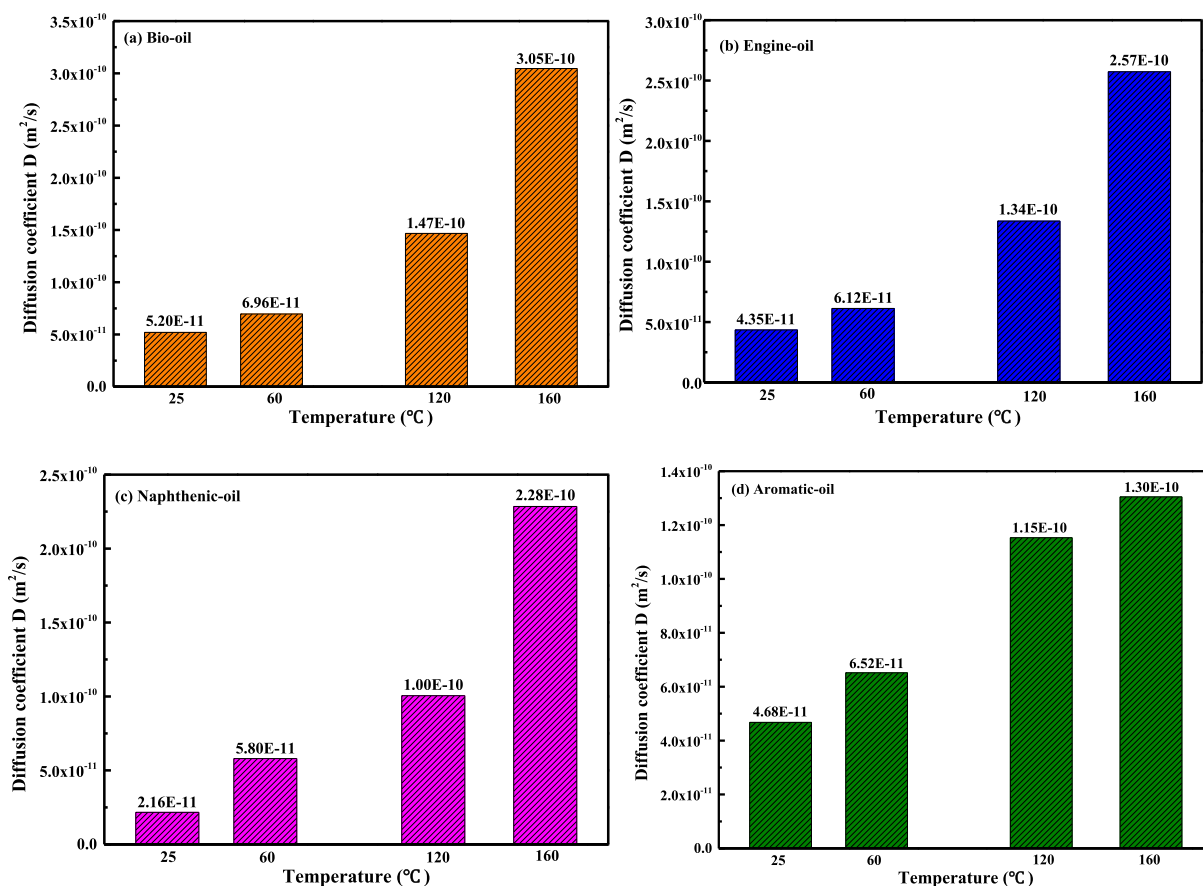 (a) Bio-oil
Diffusion coefficient D (m²/s)
3.5x10⁻¹⁰
3.0x10⁻¹⁰
2.5x10⁻¹⁰
2.0x10⁻¹⁰
1.5x10⁻¹⁰
1.0x10⁻¹⁰
5.0x10⁻¹¹
0.0
5.20E-11
6.96E-11
1.47E-10
3.05E-10
25 60 120 160
Temperature (℃)
(b) Engine-oil
Diffusion coefficient D (m²/s)
3.0x10⁻¹⁰
2.5x10⁻¹⁰
2.0x10⁻¹⁰
1.5x10⁻¹⁰
1.0x10⁻¹⁰
5.0x10⁻¹¹
0.0
4.35E-11
6.12E-11
1.34E-10
2.57E-10
25 60 120 160
Temperature (℃)
(c) Naphthenic-oil
Diffusion coefficient D (m²/s)
2.5x10⁻¹⁰
2.0x10⁻¹⁰
1.5x10⁻¹⁰
1.0x10⁻¹⁰
5.0x10⁻¹¹
0.0
2.16E-11
5.80E-11
1.00E-10
2.28E-10
25 60 120 160
Temperature (℃)
(d) Aromatic-oil
Diffusion coefficient D (m²/s)
1.4x10⁻¹⁰
1.2x10⁻¹⁰
1.0x10⁻¹⁰
8.0x10⁻¹¹
6.0x10⁻¹¹
4.0x10⁻¹¹
2.0x10⁻¹¹
0.0
4.68E-11
6.52E-11
1.15E-10
1.30E-10
25 60 120 160
Temperature (℃)